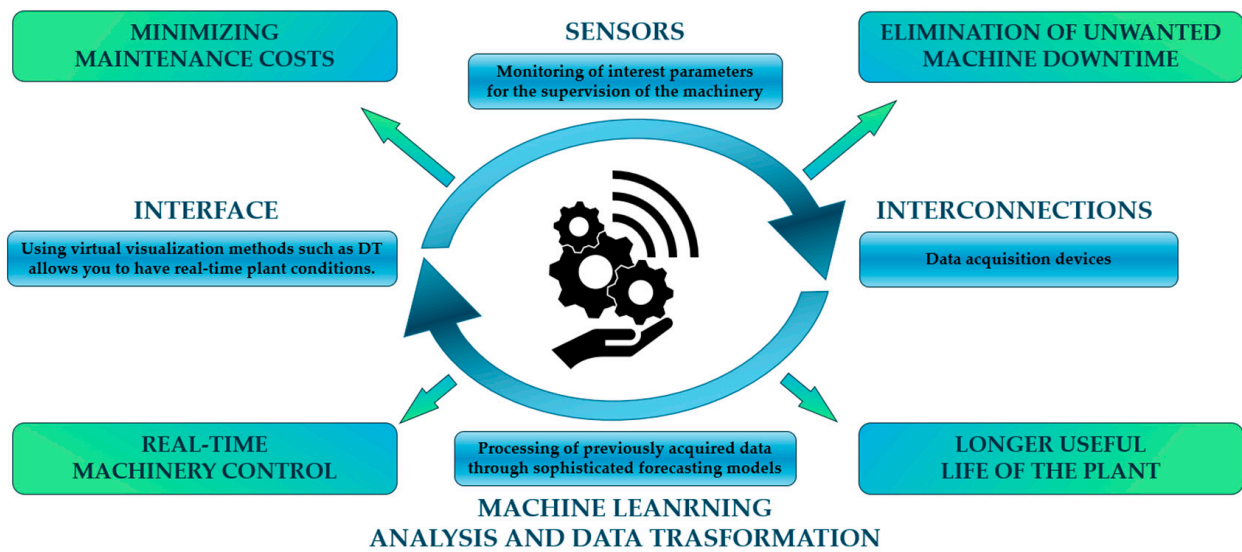 MINIMIZING
MAINTENANCE COSTS
SENSORS
Monitoring of interest parameters
for the supervision of the machinery
ELIMINATION OF UNWANTED
MACHINE DOWNTIME
INTERFACE
Using virtual visualization methods such as DT
allows you to have real-time plant conditions.
INTERCONNECTIONS
Data acquisition devices
REAL-TIME
MACHINERY CONTROL
Processing of previously acquired data
through sophisticated forecasting models
MACHINE LEANRNING
ANALYSIS AND DATA TRASFORMATION
LONGER USEFUL
LIFE OF THE PLANT